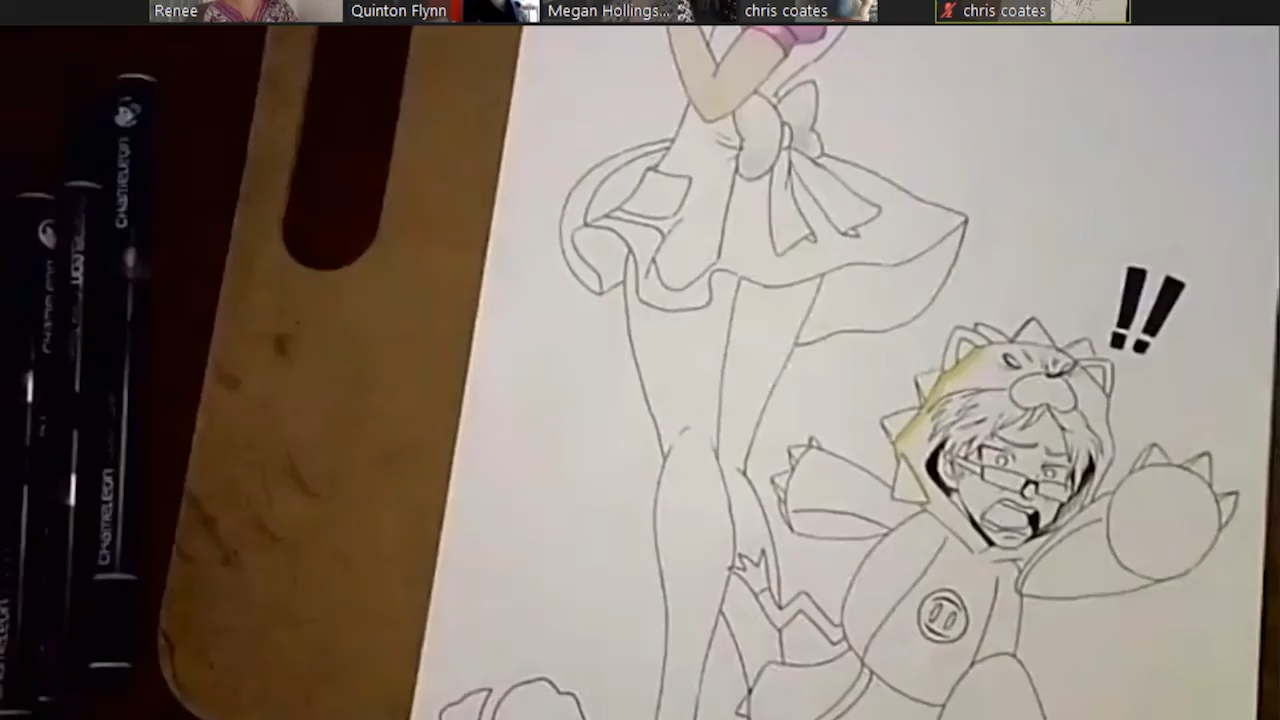 Renee
Quinton Flynn
Megan Hollings...
chris coates
chris coates
!!
CHAMELEON
CHAMELEON